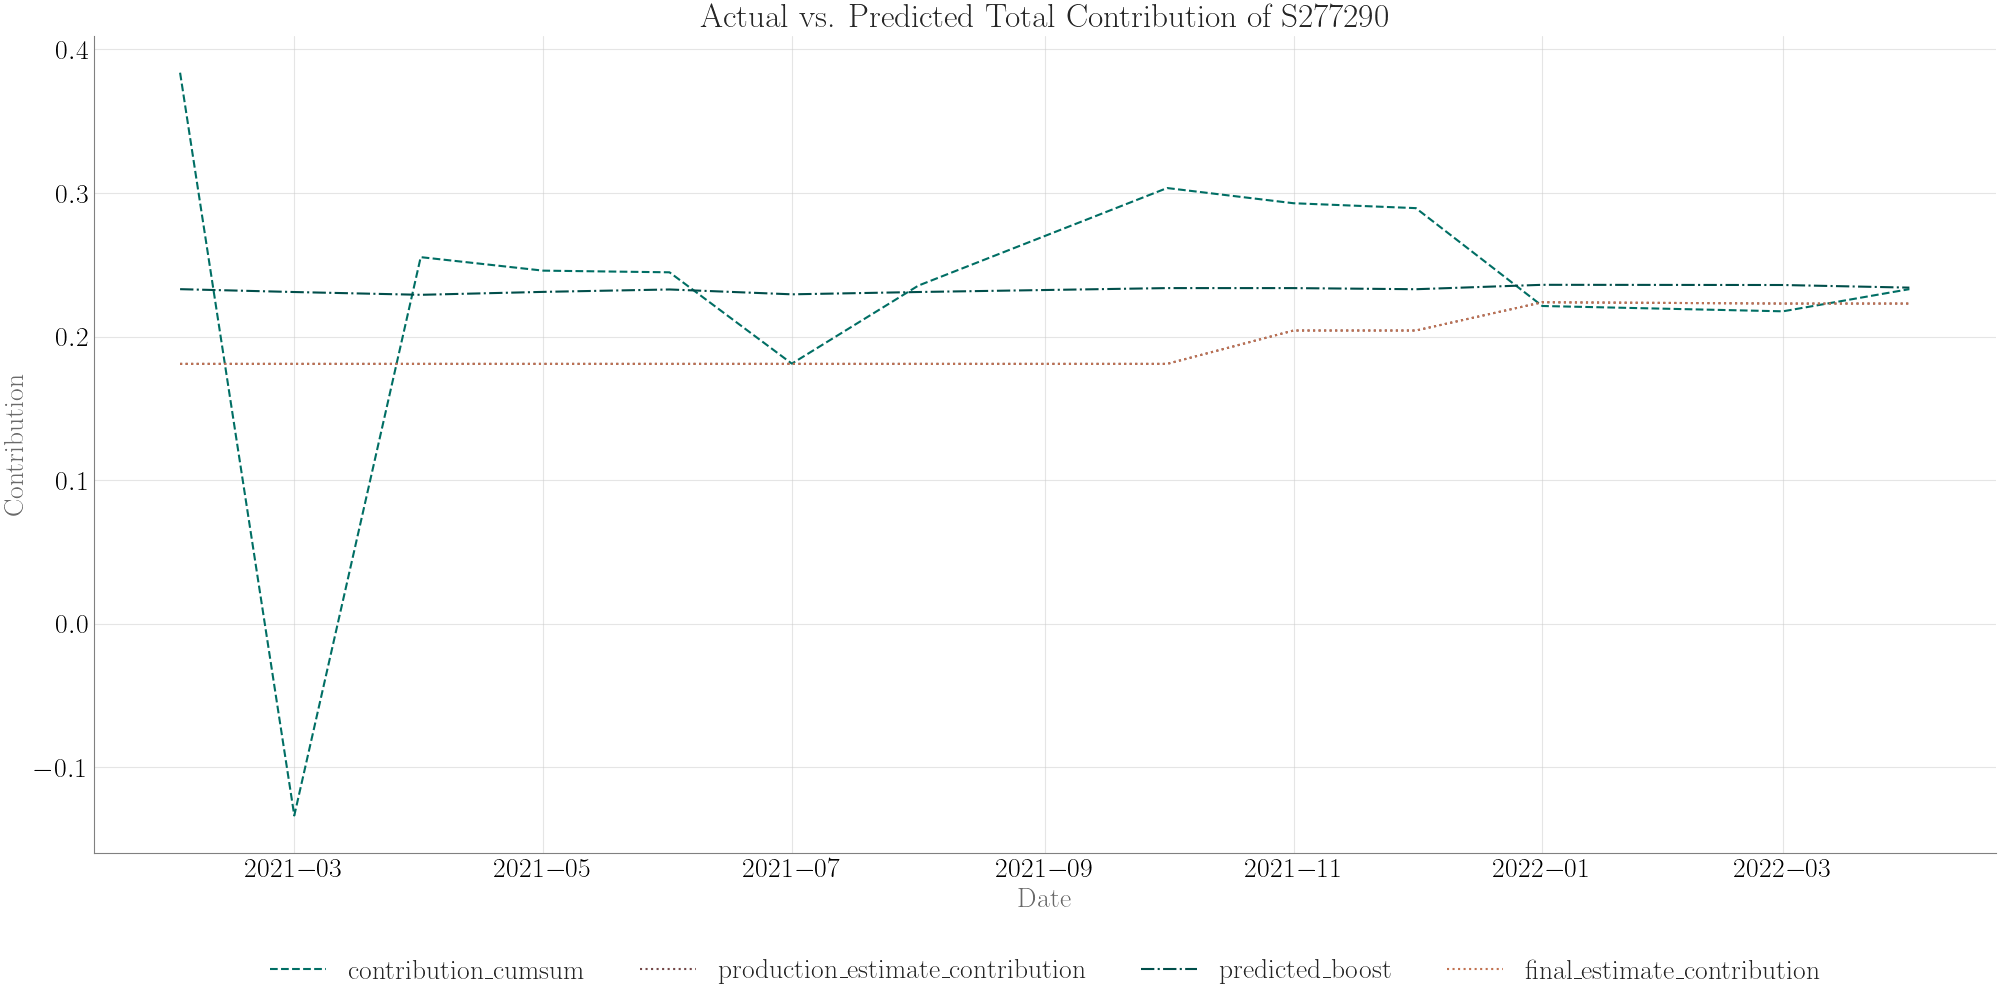 Actual vs. Predicted Total Contribution of S277290
0.4
0.3
0.2
0.1
0.0
−0.1
Contribution
2021−03 2021−05 2021−07 2021−09 2021−11 2022−01 2022−03
Date
contribution_cumsum production_estimate_contribution predicted_boost final_estimate_contribution